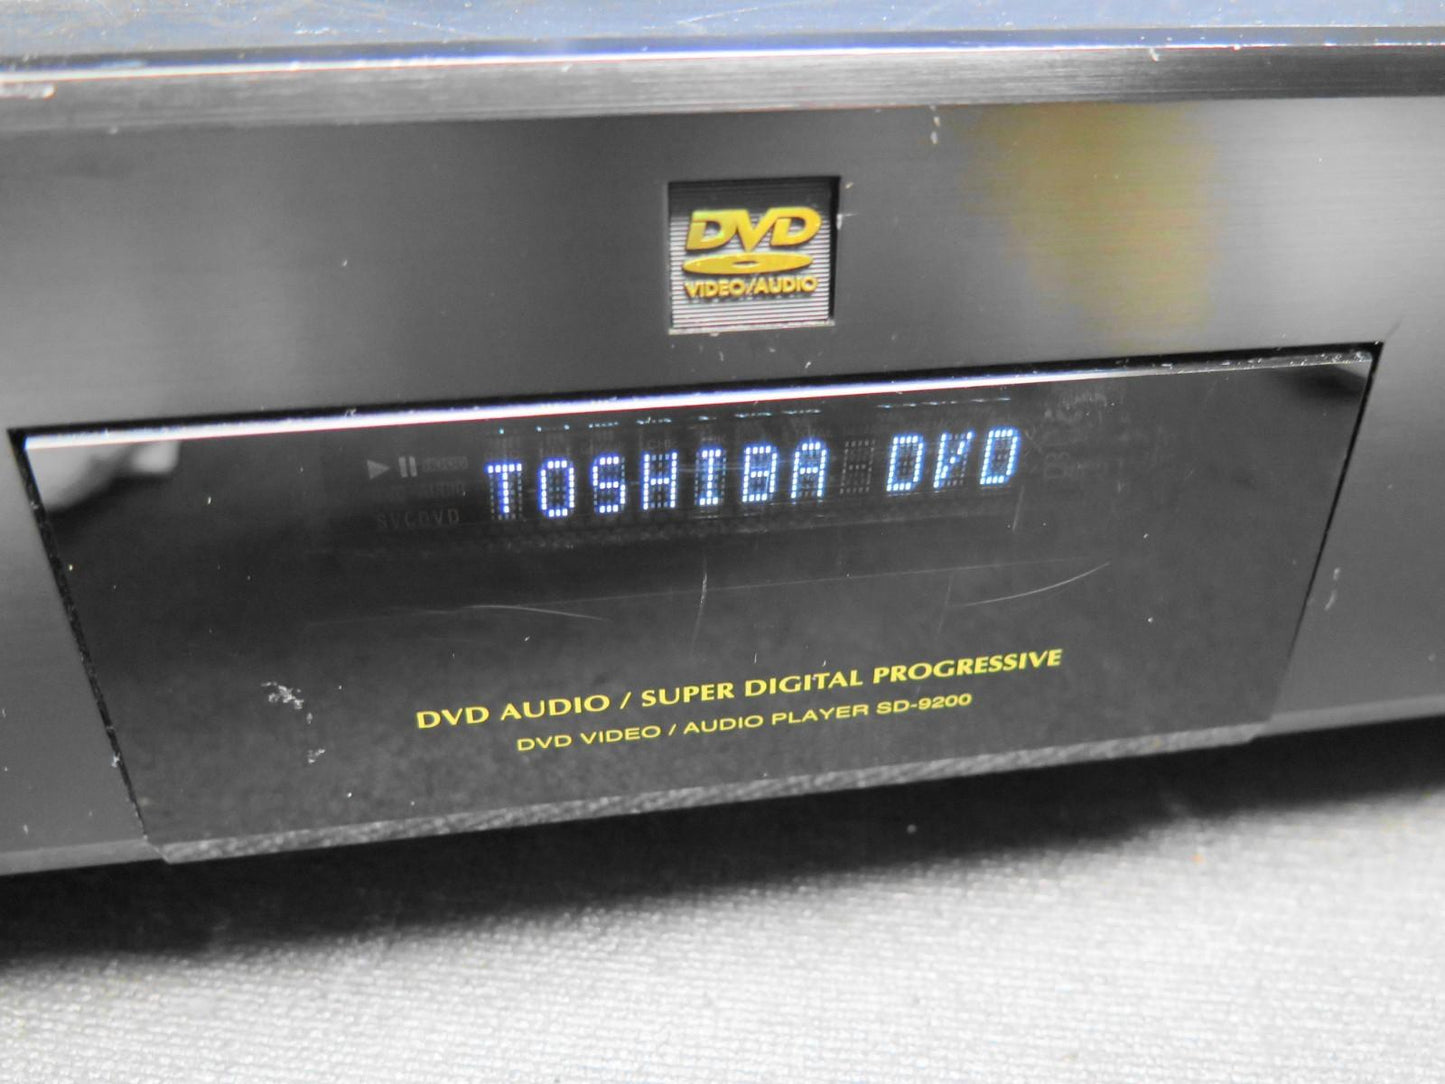 DVD
VIDEO/AUDIO
TOSHIBA DVD
DVD AUDIO / SUPER DIGITAL PROGRESSIVE
DVD VIDEO / AUDIO PLAYER SD-9200